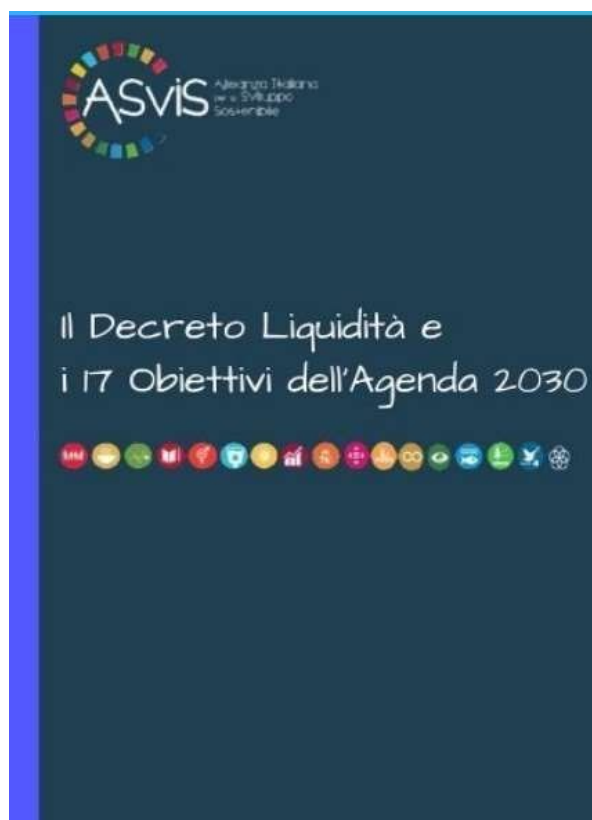 ASviS
Alleanza Italiana
per lo Sviluppo
Sostenibile
Il Decreto Liquidità e
i 17 Obiettivi dell'Agenda 2030